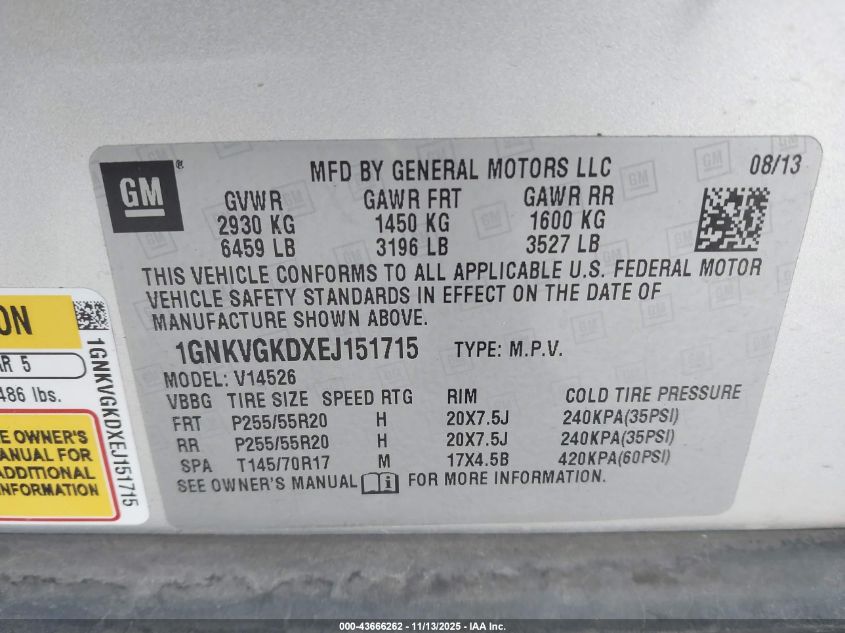 GM
®
MFD BY GENERAL MOTORS LLC 08/13
GVWR GAWR FRT GAWR RR
2930 KG 1450 KG 1600 KG
6459 LB 3196 LB 3527 LB
THIS VEHICLE CONFORMS TO ALL APPLICABLE U.S. FEDERAL MOTOR
VEHICLE SAFETY STANDARDS IN EFFECT ON THE DATE OF
MANUFACTURE SHOWN ABOVE.
1GNKVGKDXEJ151715 TYPE: M.P.V.
MODEL: V14526
VBBG TIRE SIZE SPEED RTG RIM COLD TIRE PRESSURE
FRT P255/55R20 H 20X7.5J 240KPA(35PSI)
RR P255/55R20 H 20X7.5J 240KPA(35PSI)
SPA T145/70R17 M 17X4.5B 420KPA(60PSI)
SEE OWNER'S MANUAL i FOR MORE INFORMATION.
ON
R 5
486 lbs.
E OWNER'S
ANUAL FOR
ADDITIONAL
INFORMATION
1GNKVGKDXEJ151715
000-43666262 - 11/13/2025 - IAA Inc.